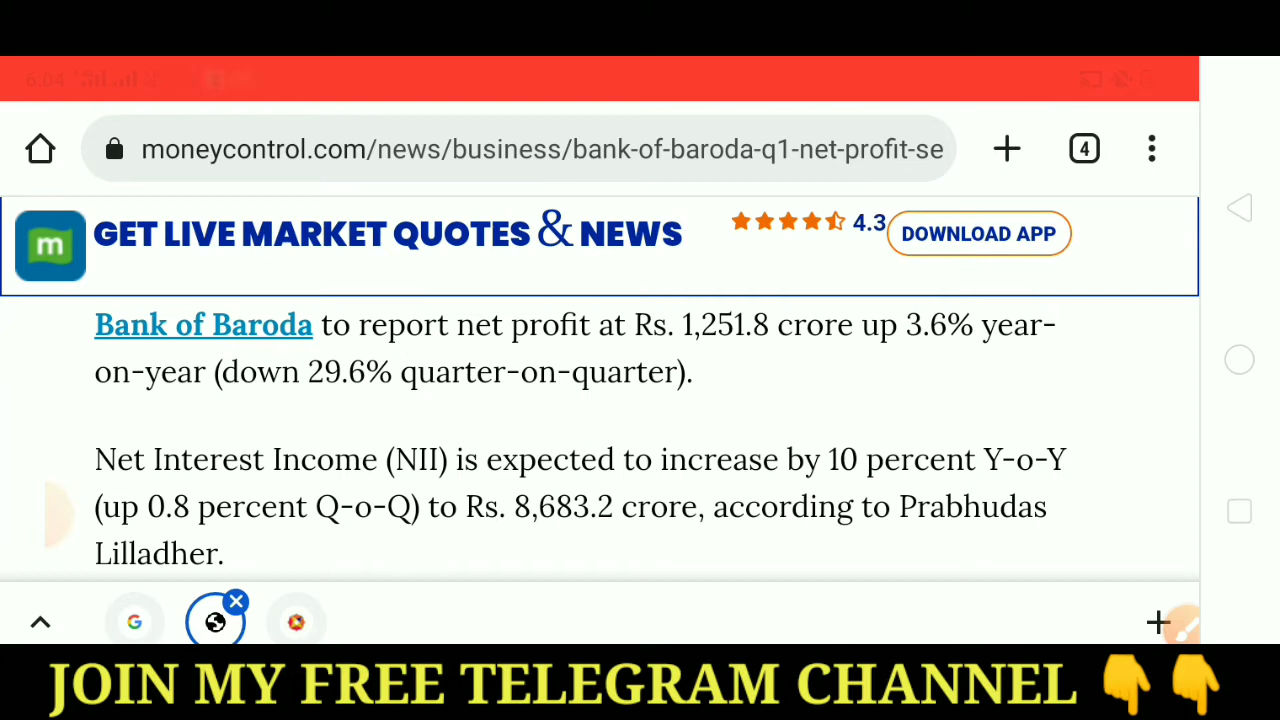 6.04
moneycontrol.com/news/business/bank-of-baroda-q1-net-profit-se
4
m
GET LIVE MARKET QUOTES & NEWS
4.3
DOWNLOAD APP
Bank of Baroda to report net profit at Rs. 1,251.8 crore up 3.6% year-
on-year (down 29.6% quarter-on-quarter).
Net Interest Income (NII) is expected to increase by 10 percent Y-o-Y
(up 0.8 percent Q-o-Q) to Rs. 8,683.2 crore, according to Prabhudas
Lilladher.
G
JOIN MY FREE TELEGRAM CHANNEL 👇👇